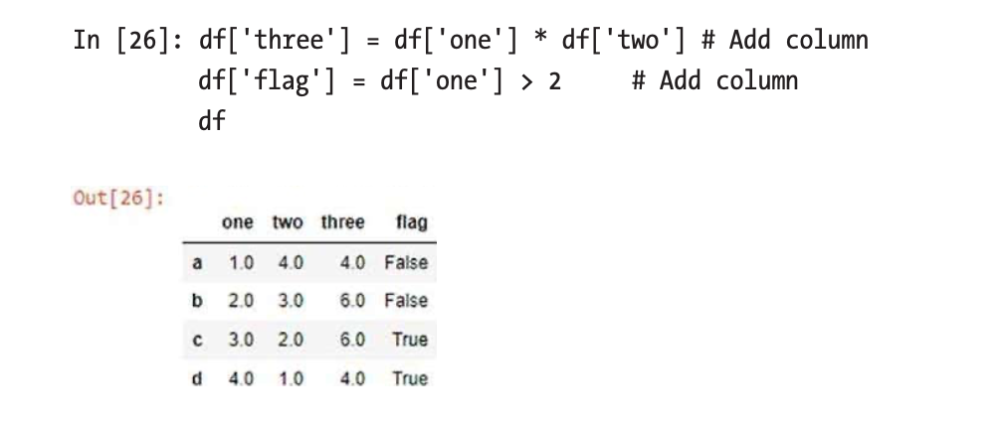 In [26]: df['three'] = df['one'] * df['two'] # Add column
df['flag'] = df['one'] > 2 # Add column
df
Out[26]:
one two three flag
a 1.0 4.0 4.0 False
b 2.0 3.0 6.0 False
c 3.0 2.0 6.0 True
d 4.0 1.0 4.0 True